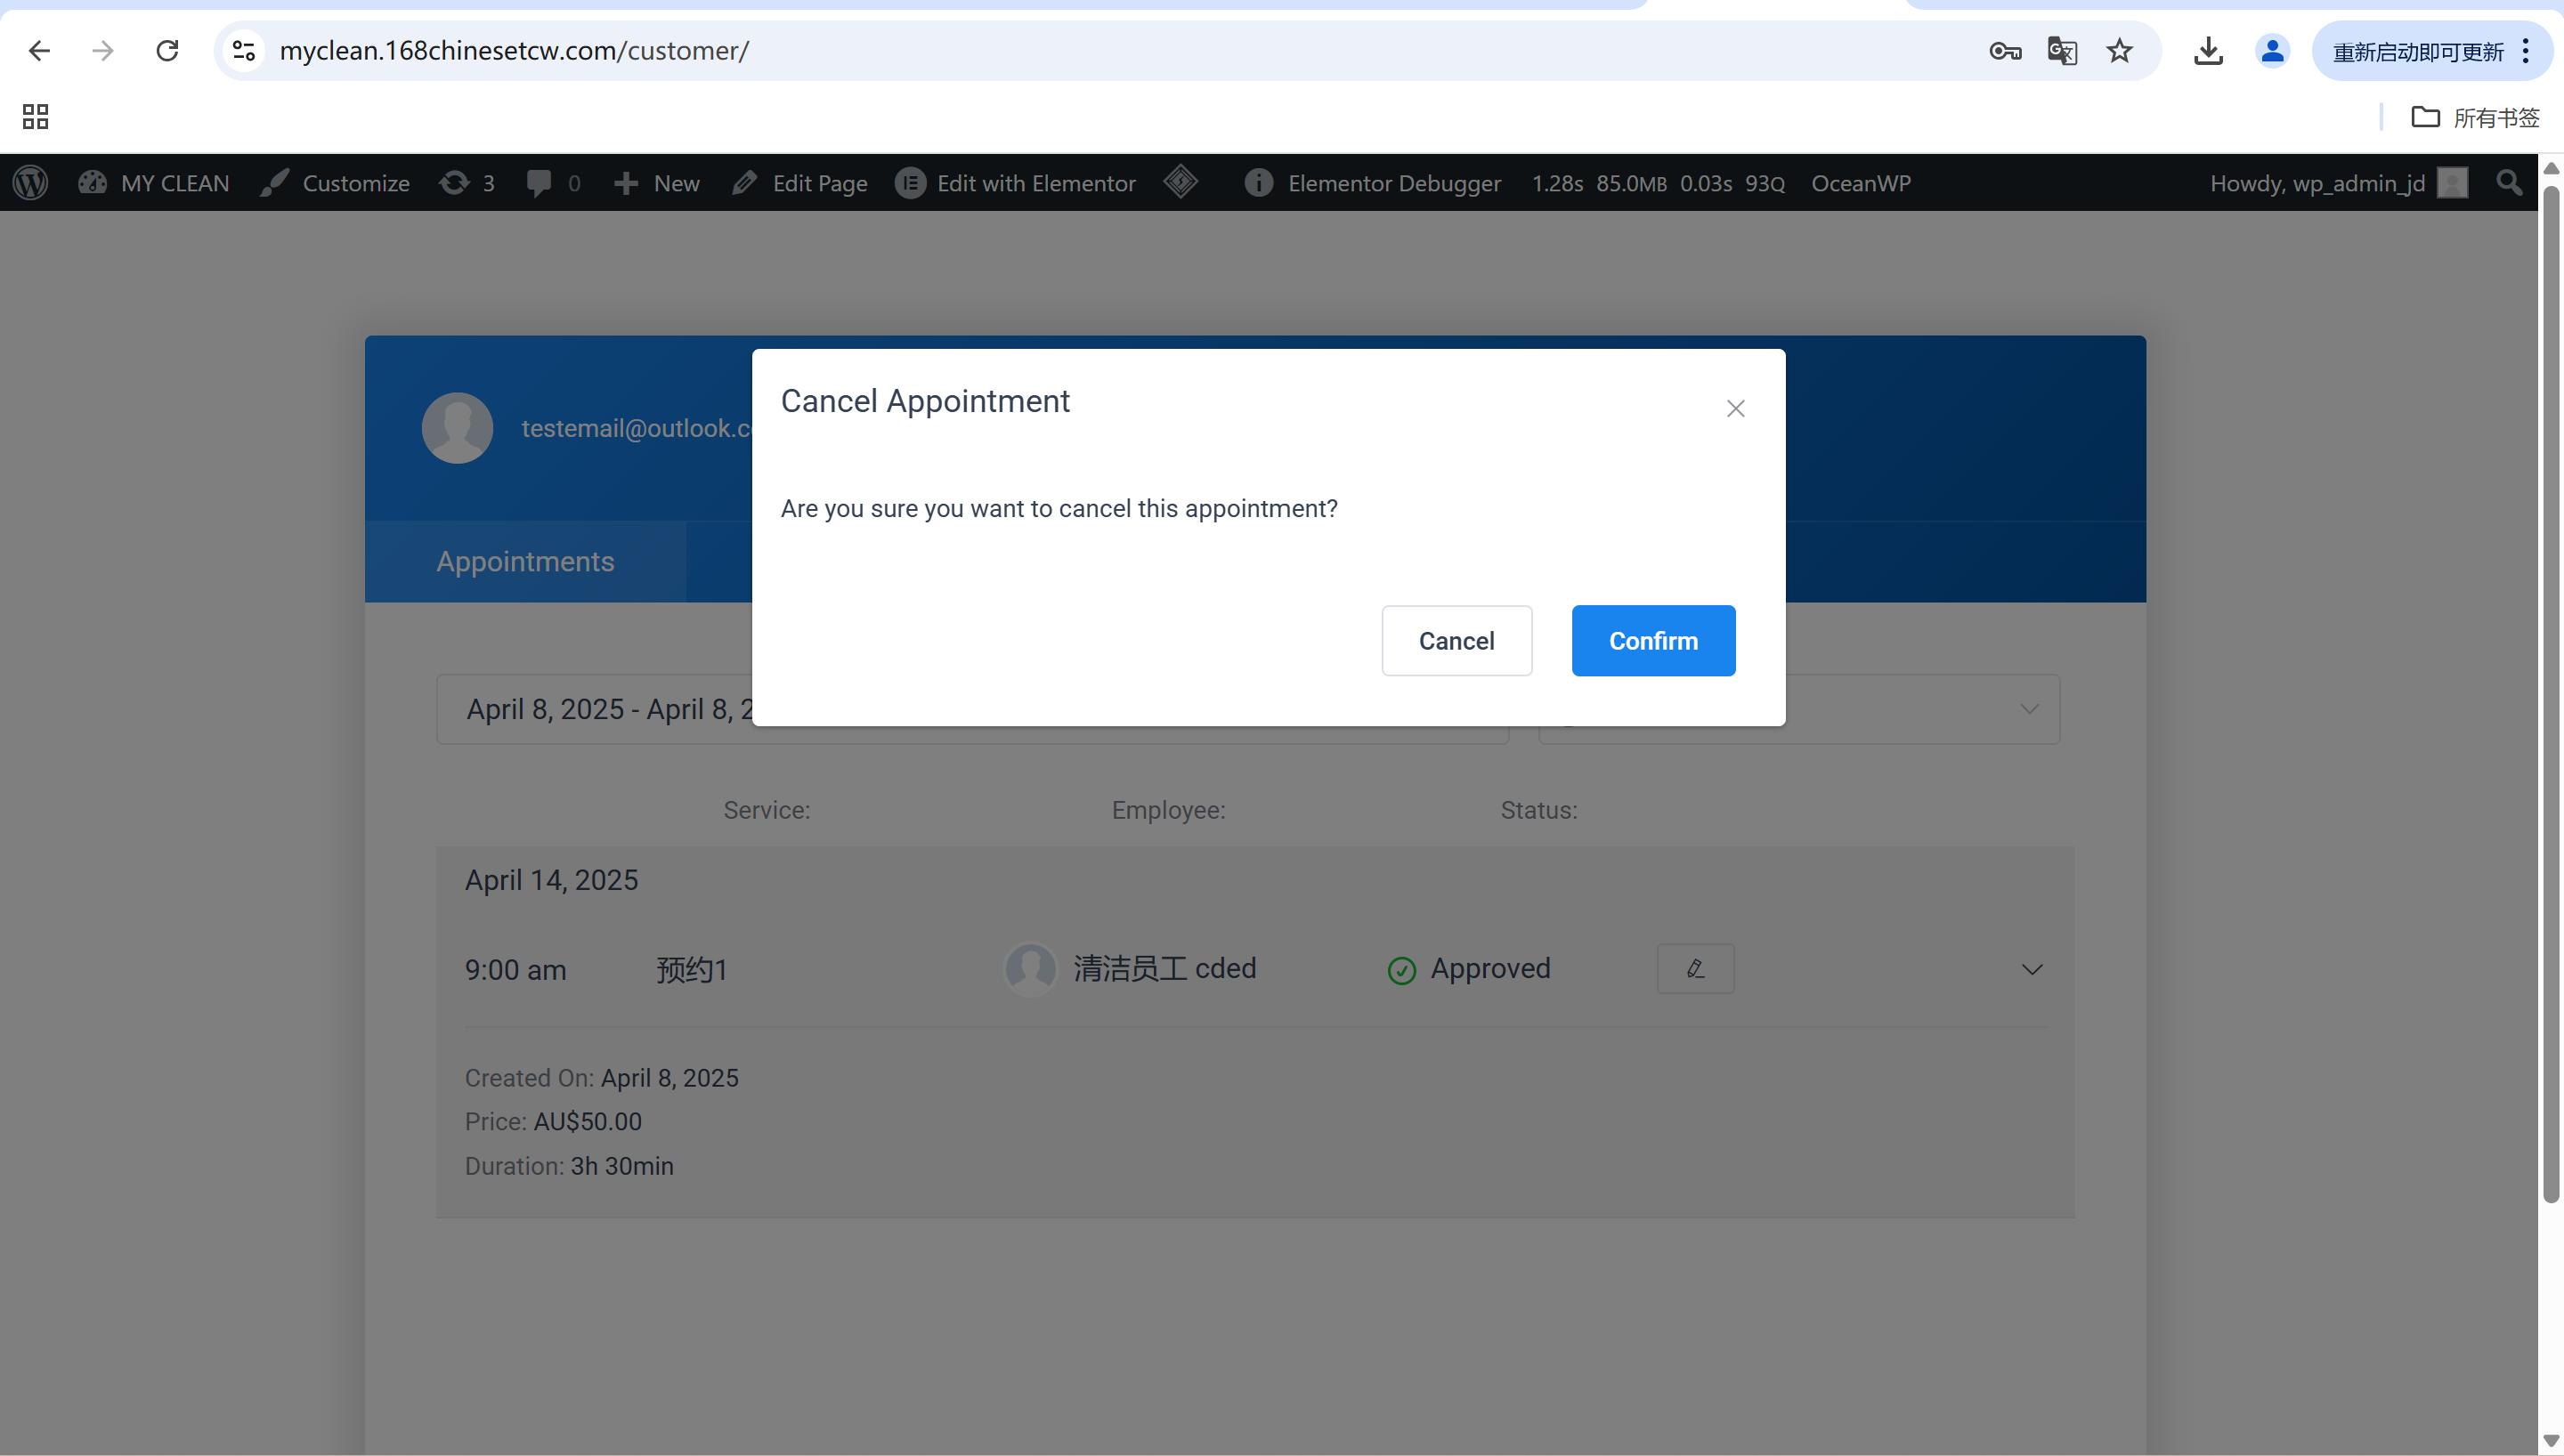 myclean.168chinesetcw.com/customer/
重新启动即可更新
所有书签
MY CLEAN Customize 3 0 New Edit Page Edit with Elementor Elementor Debugger 1.28s 85.0MB 0.03s 93Q OceanWP Howdy, wp_admin_jd
Cancel Appointment
testemail@outlook.c
Are you sure you want to cancel this appointment?
Appointments
Cancel Confirm
April 8, 2025 - April 8, 2
Service: Employee: Status:
April 14, 2025
9:00 am 预约1 清洁员工 cded Approved
Created On: April 8, 2025
Price: AU$50.00
Duration: 3h 30min